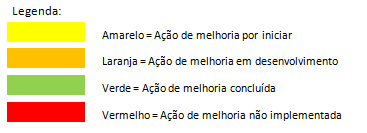 Legenda:
Amarelo = Ação de melhoria por iniciar
Laranja = Ação de melhoria em desenvolvimento
Verde = Ação de melhoria concluída
Vermelho = Ação de melhoria não implementada